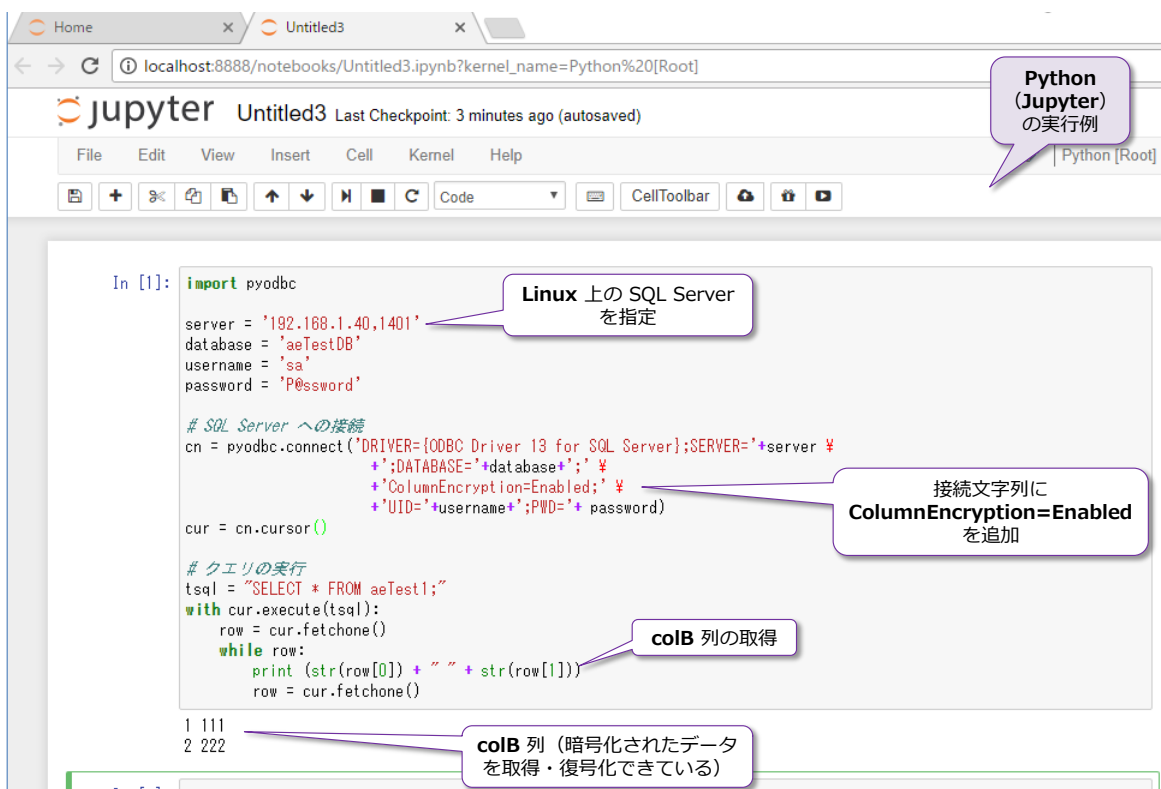 Home
Untitled3
localhost:8888/notebooks/Untitled3.ipynb?kernel_name=Python%20[Root]
Python
（Jupyter）
の実行例
jupyter Untitled3 Last Checkpoint: 3 minutes ago (autosaved)
File Edit View Insert Cell Kernel Help
Python [Root]
Code
CellToolbar
In [1]: import pyodbc
Linux 上の SQL Server
を指定
server = '192.168.1.40,1401'
database = 'aeTestDB'
username = 'sa'
password = 'P@ssword'
# SQL Server への接続
cn = pyodbc.connect('DRIVER={ODBC Driver 13 for SQL Server};SERVER='+server ¥
+';DATABASE='+database+';' ¥
+'ColumnEncryption=Enabled;' ¥
+'UID='+username+';PWD='+ password)
cur = cn.cursor()
接続文字列に
ColumnEncryption=Enabled
を追加
# クエリの実行
tsql = "SELECT * FROM aeTest1;"
with cur.execute(tsql):
row = cur.fetchone()
while row:
print (str(row[0]) + " " + str(row[1]))
row = cur.fetchone()
colB 列の取得
1 111
2 222
colB 列（暗号化されたデータ
を取得・復号化できている）